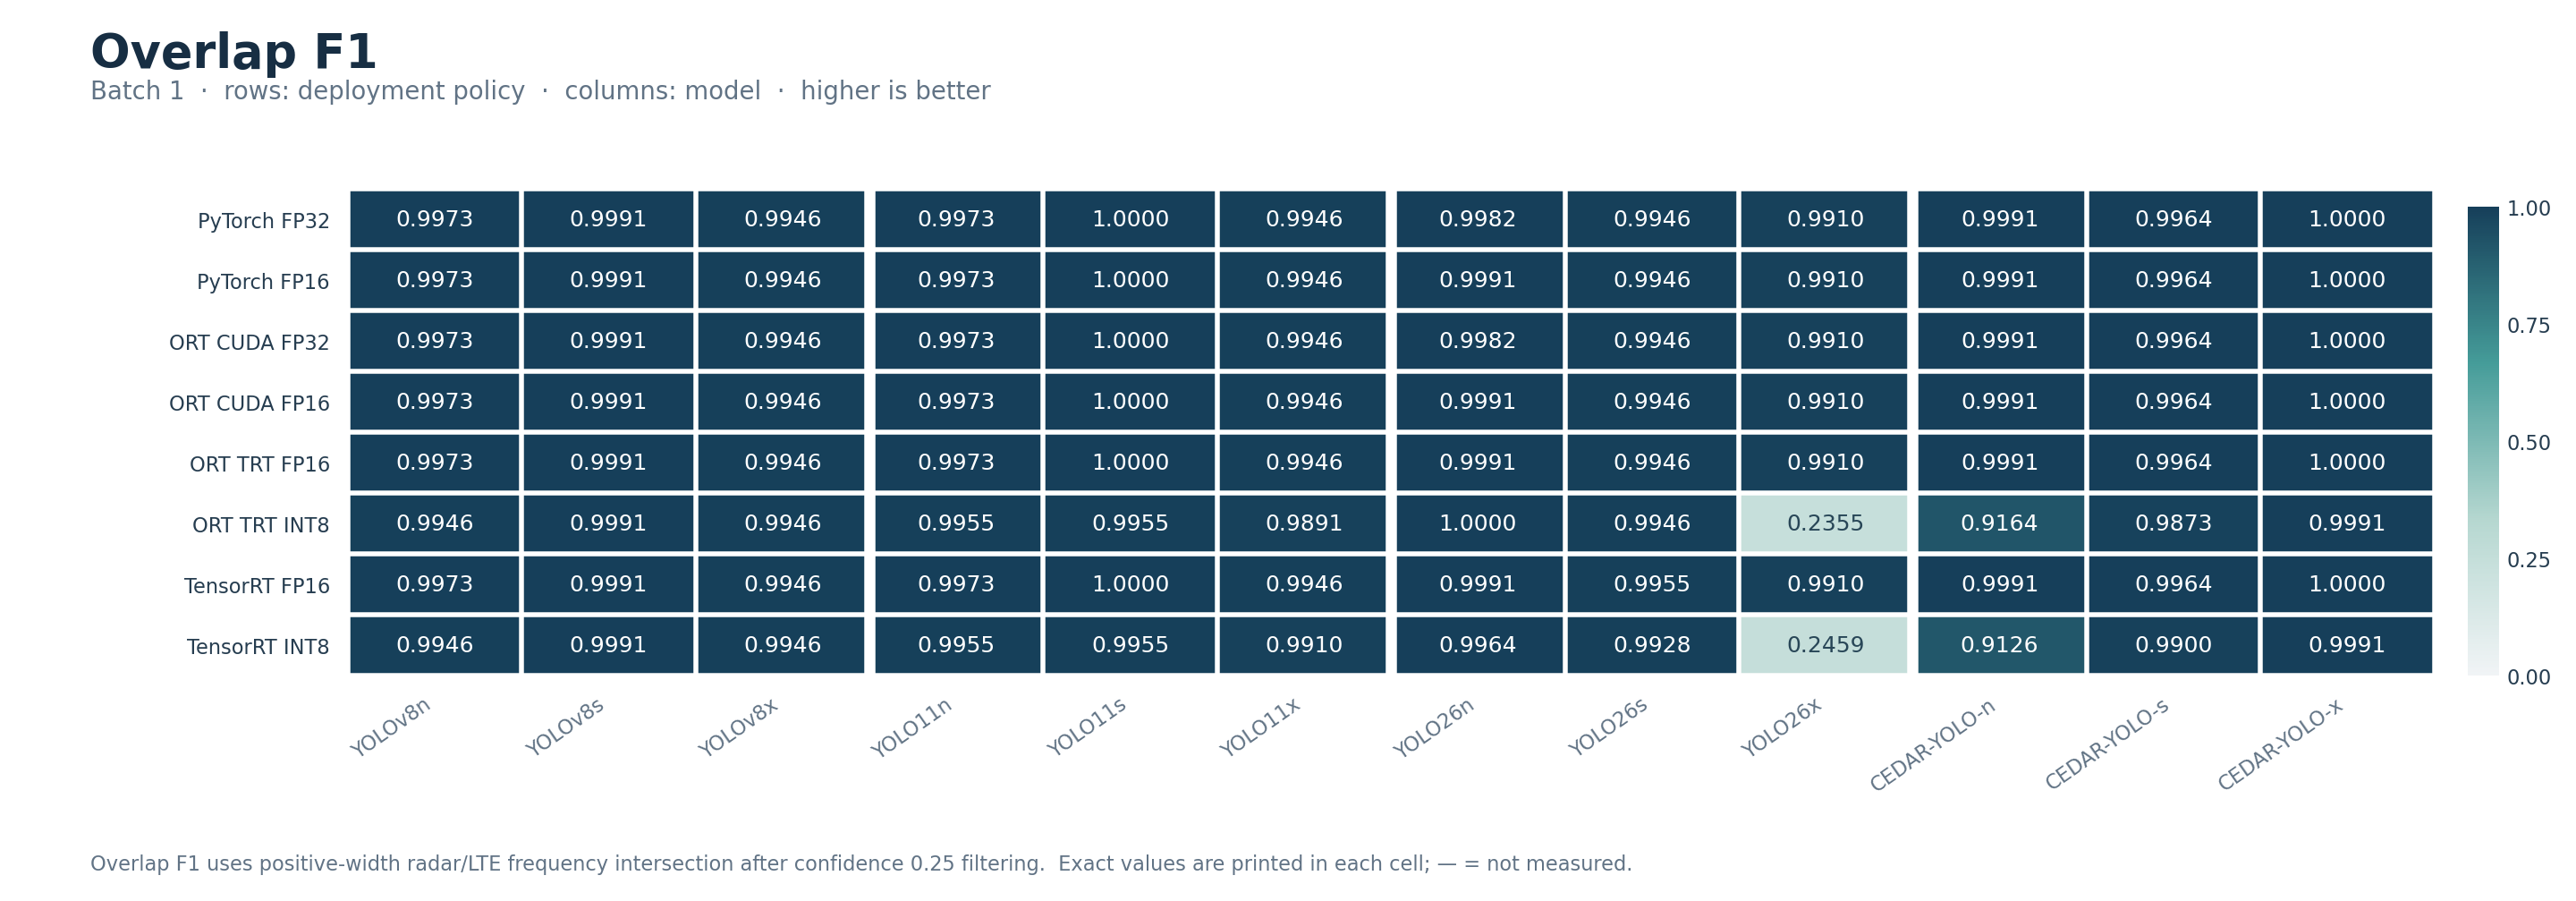 Overlap F1
Batch 1 · rows: deployment policy · columns: model · higher is better
PyTorch FP32 0.9973 0.9991 0.9946 0.9973 1.0000 0.9946 0.9982 0.9946 0.9910 0.9991 0.9964 1.0000
PyTorch FP16 0.9973 0.9991 0.9946 0.9973 1.0000 0.9946 0.9991 0.9946 0.9910 0.9991 0.9964 1.0000
ORT CUDA FP32 0.9973 0.9991 0.9946 0.9973 1.0000 0.9946 0.9982 0.9946 0.9910 0.9991 0.9964 1.0000
ORT CUDA FP16 0.9973 0.9991 0.9946 0.9973 1.0000 0.9946 0.9991 0.9946 0.9910 0.9991 0.9964 1.0000
ORT TRT FP16 0.9973 0.9991 0.9946 0.9973 1.0000 0.9946 0.9991 0.9946 0.9910 0.9991 0.9964 1.0000
ORT TRT INT8 0.9946 0.9991 0.9946 0.9955 0.9955 0.9891 1.0000 0.9946 0.2355 0.9164 0.9873 0.9991
TensorRT FP16 0.9973 0.9991 0.9946 0.9973 1.0000 0.9946 0.9991 0.9955 0.9910 0.9991 0.9964 1.0000
TensorRT INT8 0.9946 0.9991 0.9946 0.9955 0.9955 0.9910 0.9964 0.9928 0.2459 0.9126 0.9900 0.9991
YOLOv8n YOLOv8s YOLOv8x YOLO11n YOLO11s YOLO11x YOLO26n YOLO26s YOLO26x CEDAR-YOLO-n CEDAR-YOLO-s CEDAR-YOLO-x
1.00
0.75
0.50
0.25
0.00
Overlap F1 uses positive-width radar/LTE frequency intersection after confidence 0.25 filtering. Exact values are printed in each cell; — = not measured.